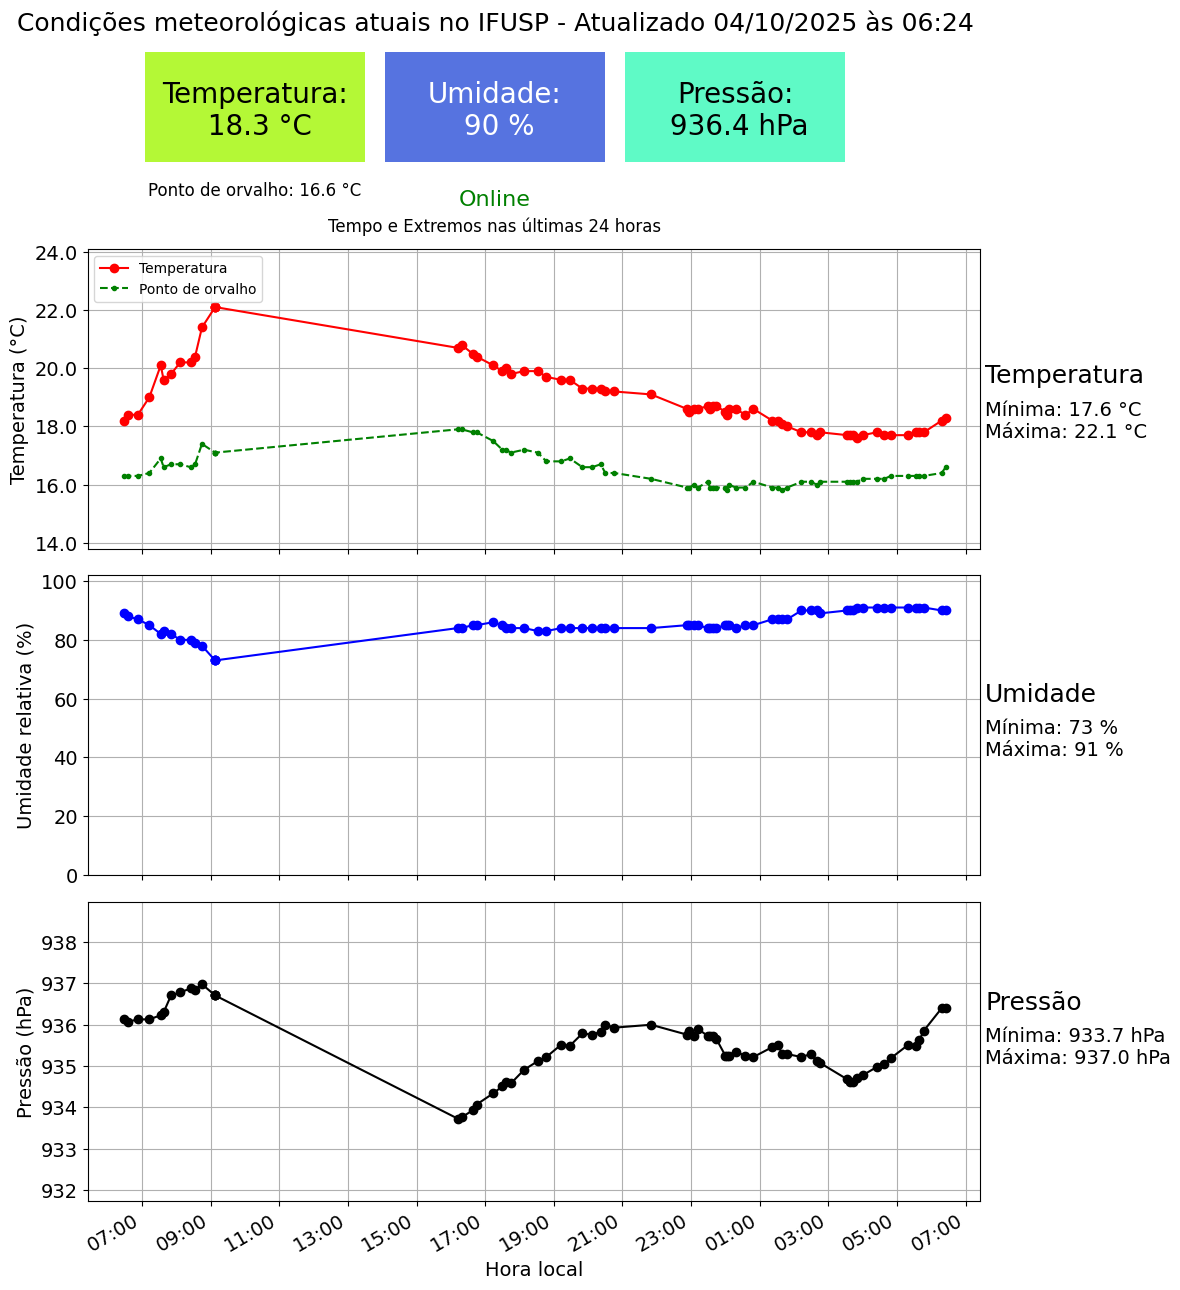 Condições meteorológicas atuais no IFUSP - Atualizado 04/10/2025 às 06:24
Temperatura:
18.3 °C
Umidade:
90 %
Pressão:
936.4 hPa
Ponto de orvalho: 16.6 °C
Online
Tempo e Extremos nas últimas 24 horas
Temperatura (°C)
24.0
22.0
20.0
18.0
16.0
14.0
Temperatura
Ponto de orvalho
Temperatura
Mínima: 17.6 °C
Máxima: 22.1 °C
Umidade relativa (%)
100
80
60
40
20
0
Umidade
Mínima: 73 %
Máxima: 91 %
Pressão (hPa)
938
937
936
935
934
933
932
Pressão
Mínima: 933.7 hPa
Máxima: 937.0 hPa
07:00 09:00 11:00 13:00 15:00 17:00 19:00 21:00 23:00 01:00 03:00 05:00 07:00
Hora local